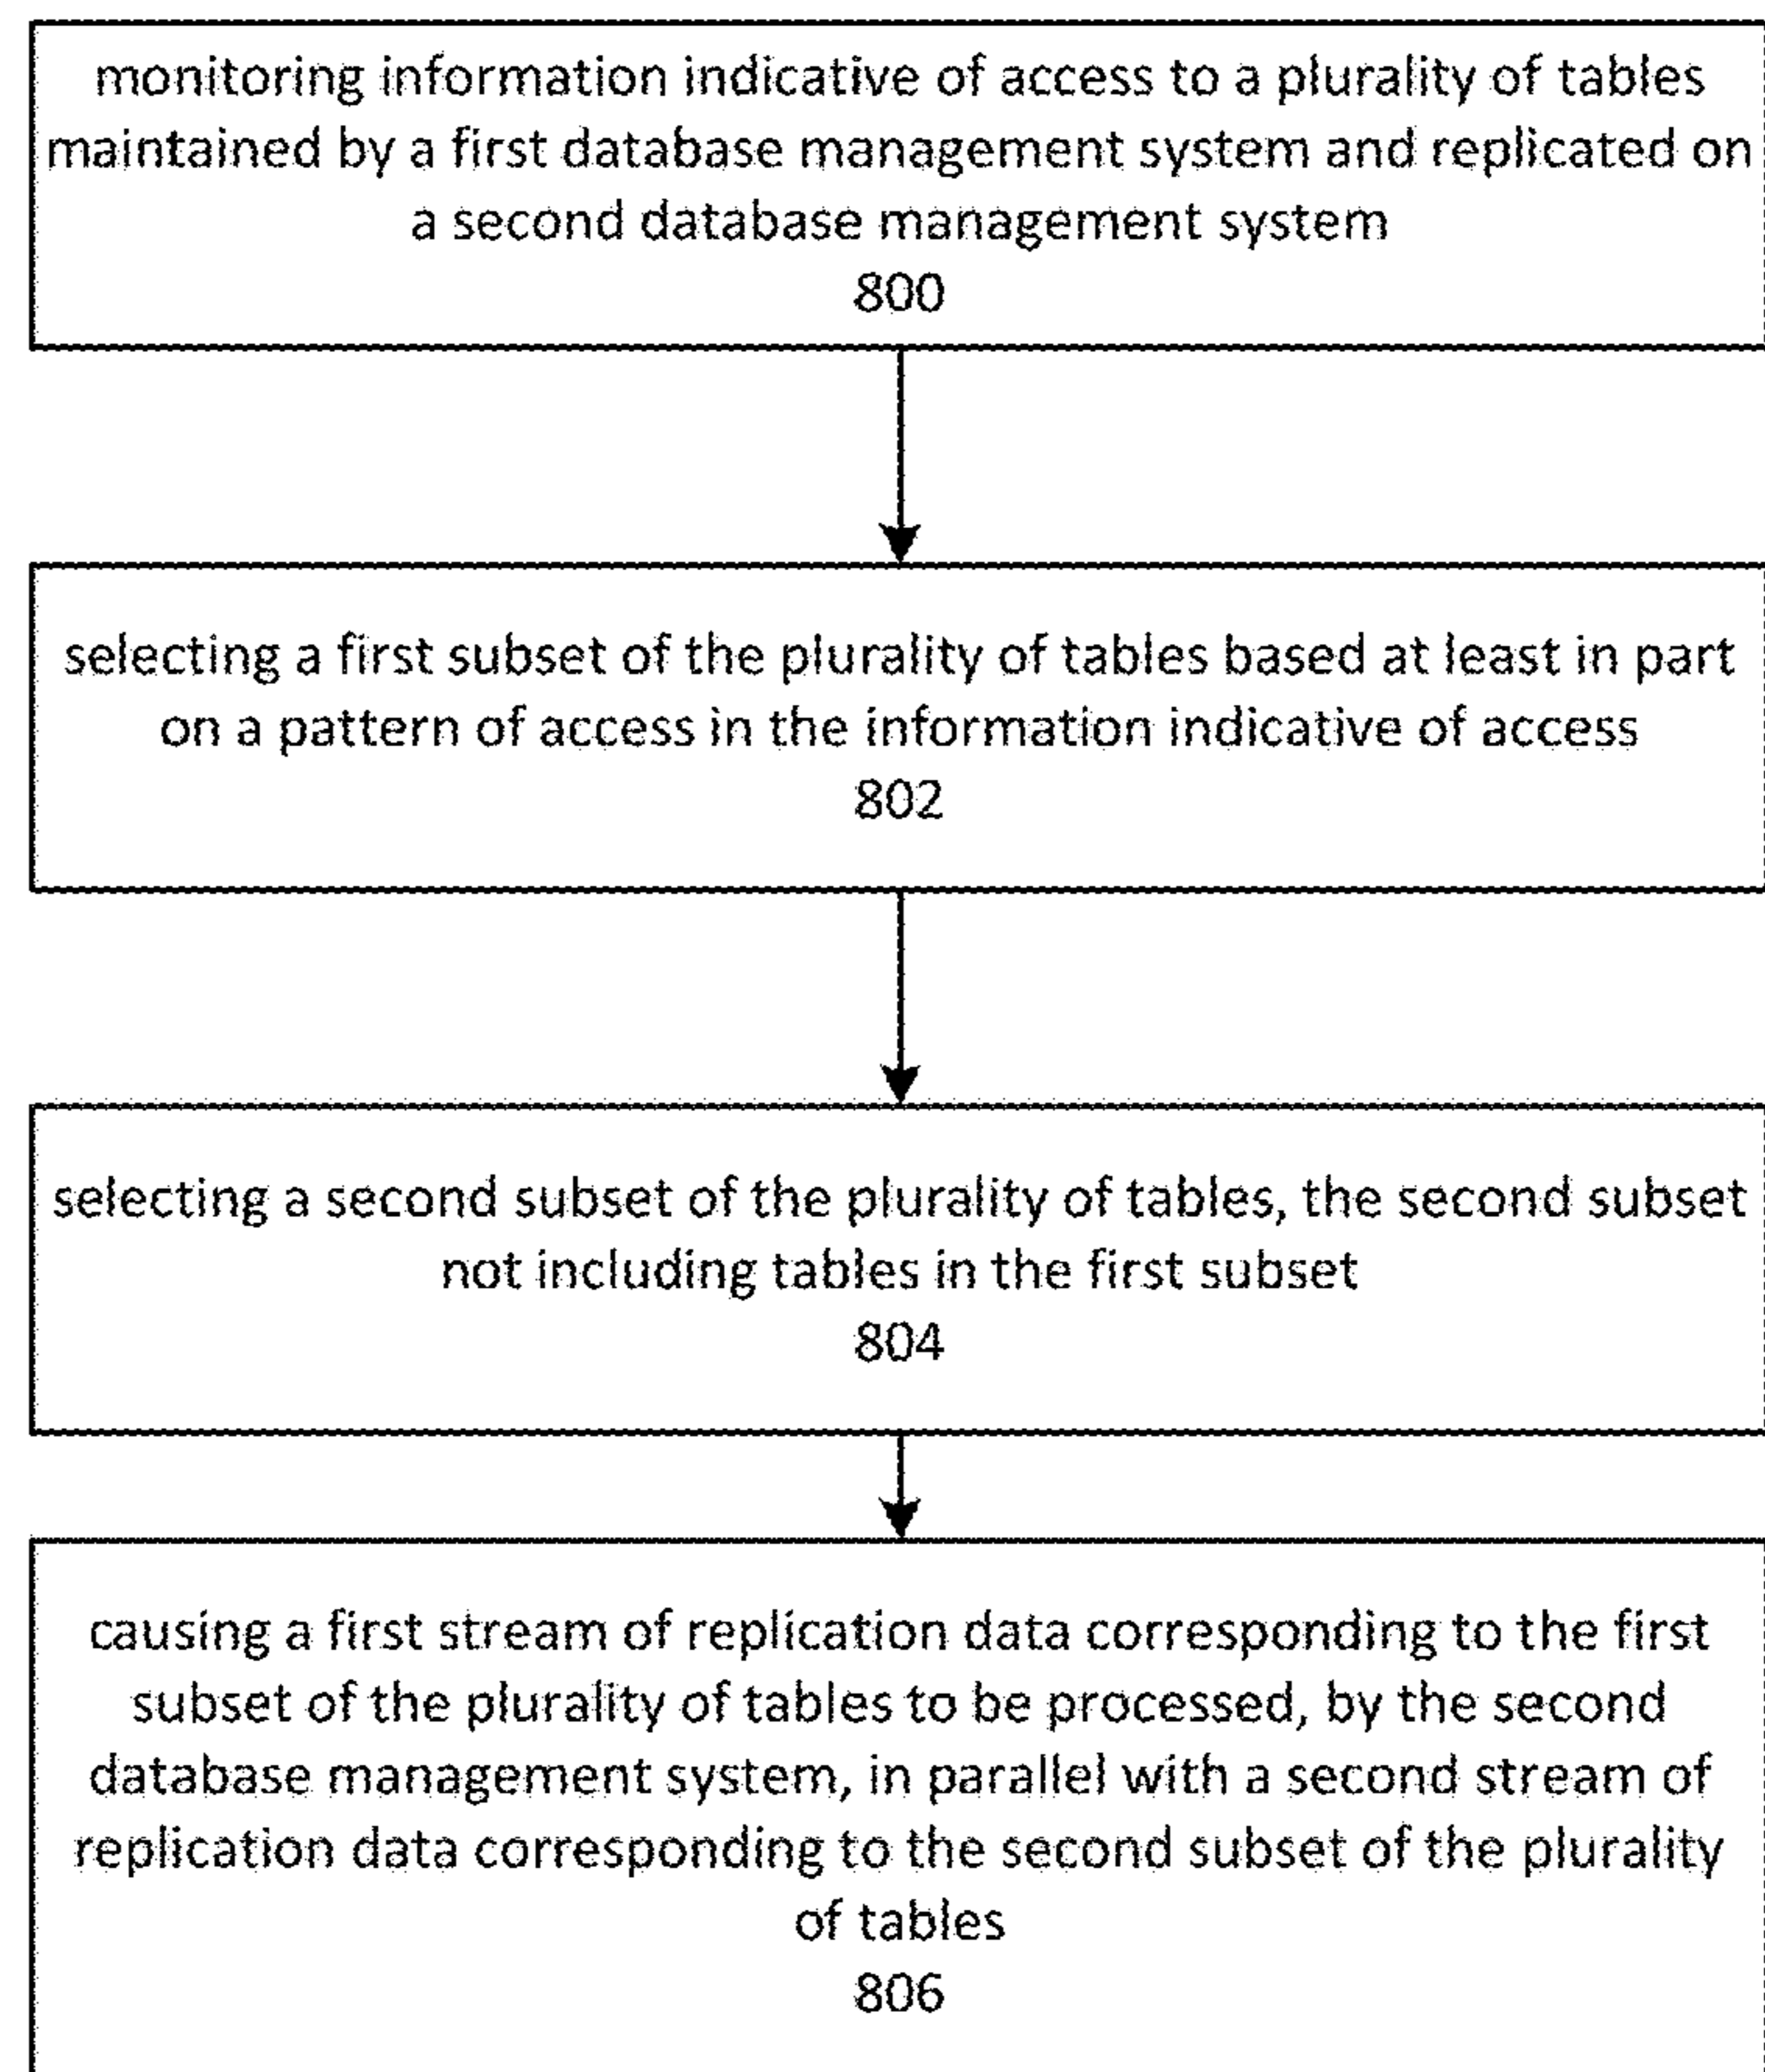 monitoring information indicative of access to a plurality of tables
maintained by a first database management system and replicated on
a second database management system
800
selecting a first subset of the plurality of tables based at least in part
on a pattern of access in the information indicative of access
802
selecting a second subset of the plurality of tables, the second subset
not including tables in the first subset
804
causing a first stream of replication data corresponding to the first
subset of the plurality of tables to be processed, by the second
database management system, in parallel with a second stream of
replication data corresponding to the second subset of the plurality
of tables
806